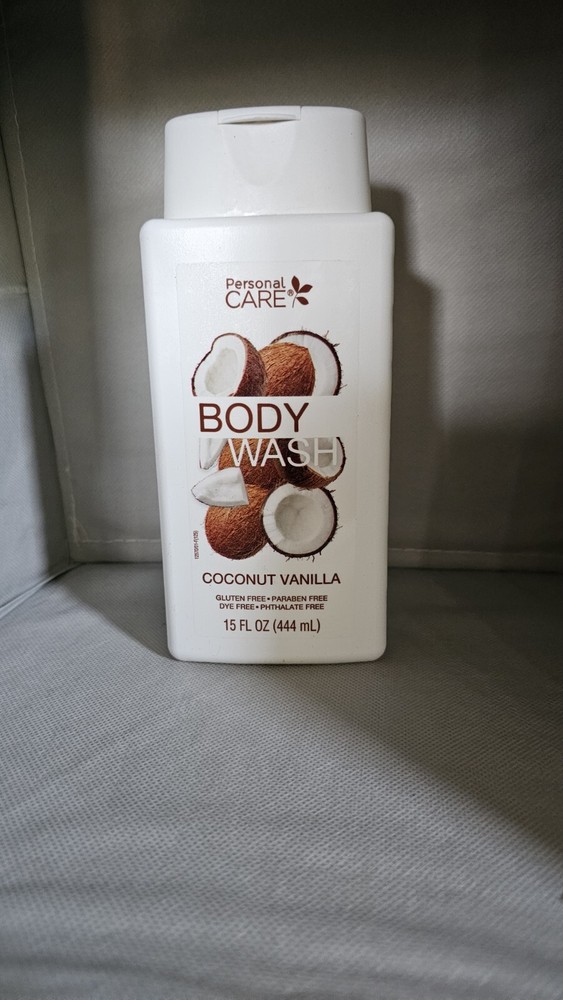 Personal
CARE®
BODY
WASH
COCONUT VANILLA
GLUTEN FREE • PARABEN FREE
DYE FREE • PHTHALATE FREE
15 FL OZ (444 mL)